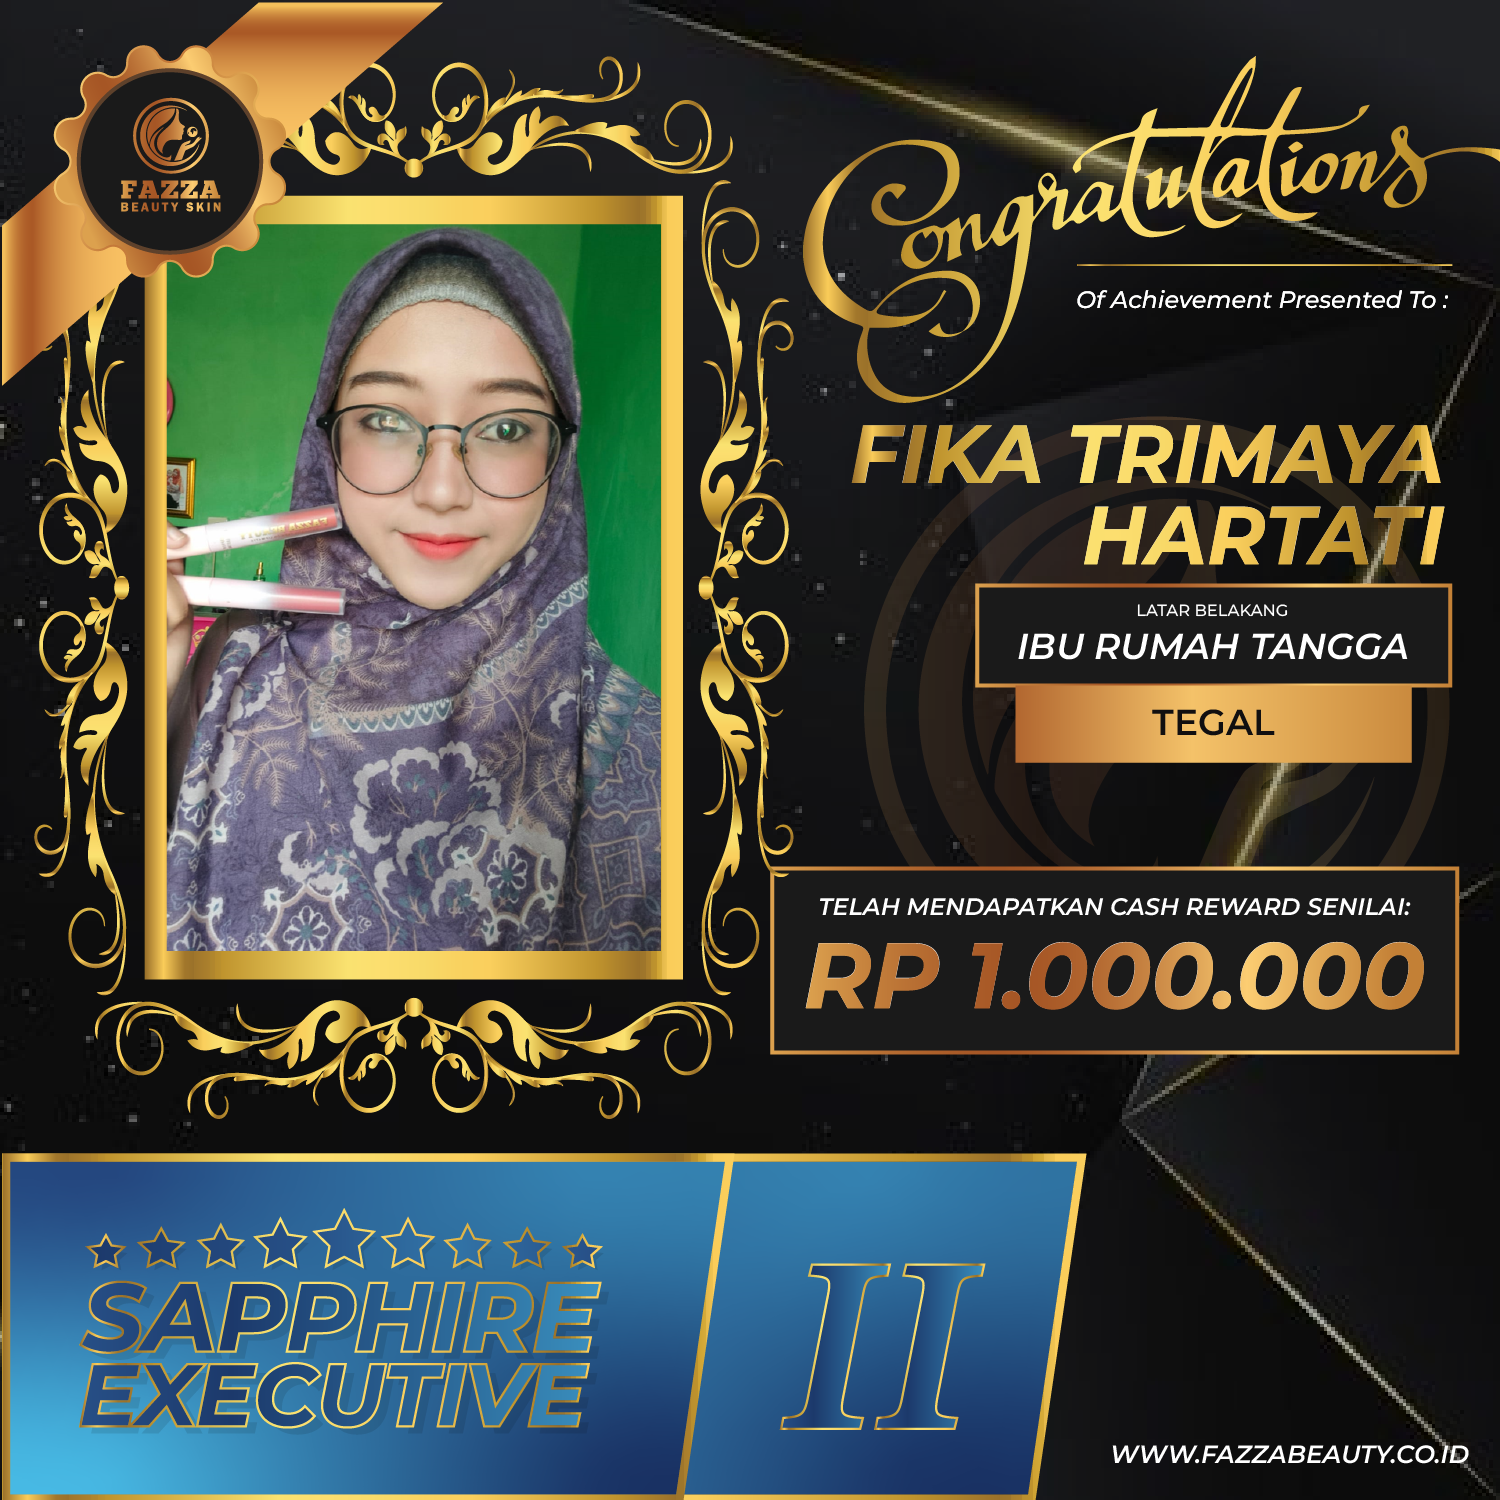 FAZZA
BEAUTY SKIN
Congratulations
Of Achievement Presented To :
FIKA TRIMAYA
HARTATI
LATAR BELAKANG
IBU RUMAH TANGGA
TEGAL
TELAH MENDAPATKAN CASH REWARD SENILAI:
RP 1.000.000
SAPPHIRE
EXECUTIVE
II
WWW.FAZZABEAUTY.CO.ID